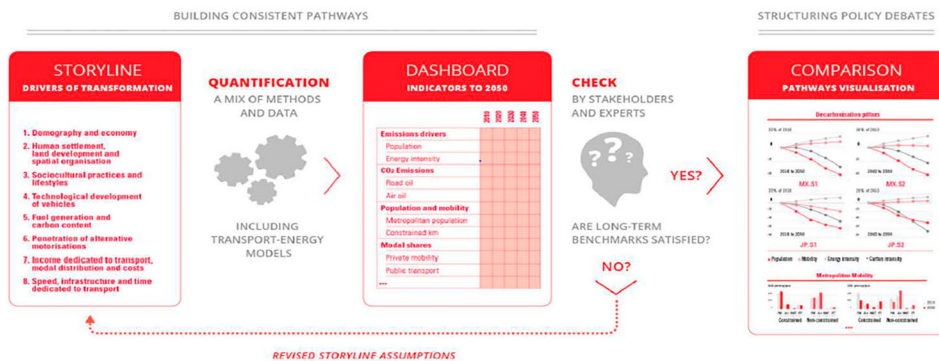 BUILDING CONSISTENT PATHWAYS
STRUCTURING POLICY DEBATES
STORYLINE
DRIVERS OF TRANSFORMATION
1. Demography and economy
2. Human settlement,
land development and
spatial organisation
3. Sociocultural practices and
lifestyles
4. Technological development
of vehicles
5. Fuel generation and
carbon content
6. Penetration of alternative
motorisations
7. Income dedicated to transport,
modal distribution and costs
8. Speed, infrastructure and time
dedicated to transport
QUANTIFICATION
A MIX OF METHODS
AND DATA
INCLUDING
TRANSPORT-ENERGY
MODELS
DASHBOARD
INDICATORS TO 2050
2010 2020 2030 2040 2050
Emissions drivers
Population
Energy intensity
CO₂ Emissions
Road oil
Air oil
Population and mobility
Metropolitan population
Constrained km
Modal shares
Private mobility
Public transport
...
CHECK
BY STAKEHOLDERS
AND EXPERTS
? ? ?
YES?
ARE LONG-TERM
BENCHMARKS SATISFIED?
NO?
COMPARISON
PATHWAYS VISUALISATION
Decarbonisation pillars
MX.S1
MX.S2
JP.S1
JP.S2
Population Mobility Energy intensity Carbon intensity
Metropolitan Mobility
Constrained Non-constrained Constrained Non-constrained
...
REVISED STORYLINE ASSUMPTIONS